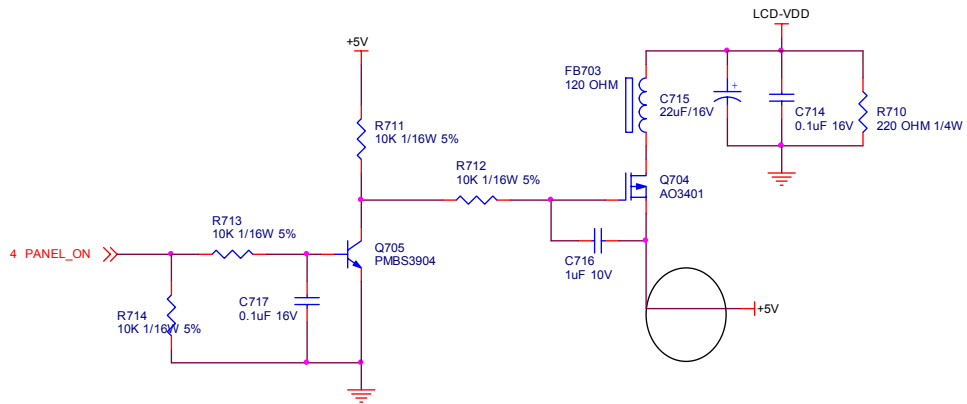 LCD-VDD
+5V
FB703
120 OHM
C715
22uF/16V
+
C714
0.1uF 16V
R710
220 OHM 1/4W
R711
10K 1/16W 5%
R712
10K 1/16W 5%
Q704
AO3401
R713
10K 1/16W 5%
4 PANEL_ON
Q705
PMBS3904
C716
1uF 10V
C717
0.1uF 16V
R714
10K 1/16W 5%
+5V